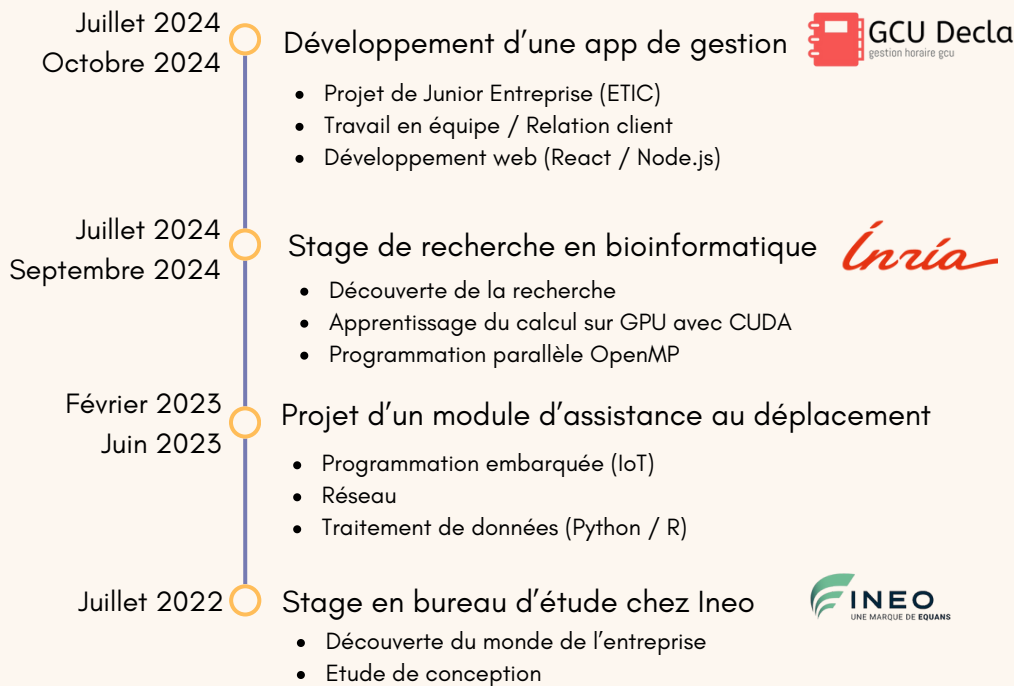 Juillet 2024
Octobre 2024
Développement d'une app de gestion
GCU Decla
gestion horaire gcu
• Projet de Junior Entreprise (ETIC)
• Travail en équipe / Relation client
• Développement web (React / Node.js)
Juillet 2024
Septembre 2024
Stage de recherche en bioinformatique
Inría
• Découverte de la recherche
• Apprentissage du calcul sur GPU avec CUDA
• Programmation parallèle OpenMP
Février 2023
Juin 2023
Projet d'un module d'assistance au déplacement
• Programmation embarquée (IoT)
• Réseau
• Traitement de données (Python / R)
Juillet 2022
Stage en bureau d'étude chez Ineo
INEO
UNE MARQUE DE EQUANS
• Découverte du monde de l'entreprise
• Etude de conception